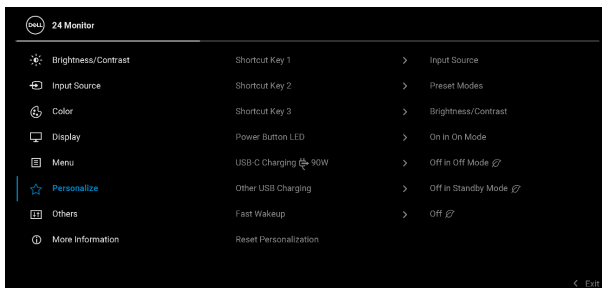 DELL 24 Monitor
Brightness/Contrast Shortcut Key 1 > Input Source
Input Source Shortcut Key 2 > Preset Modes
Color Shortcut Key 3 > Brightness/Contrast
Display Power Button LED > On in On Mode
Menu USB-C Charging 90W > Off in Off Mode
Personalize Other USB Charging > Off in Standby Mode
Others Fast Wakeup > Off
More Information Reset Personalization
< Exit